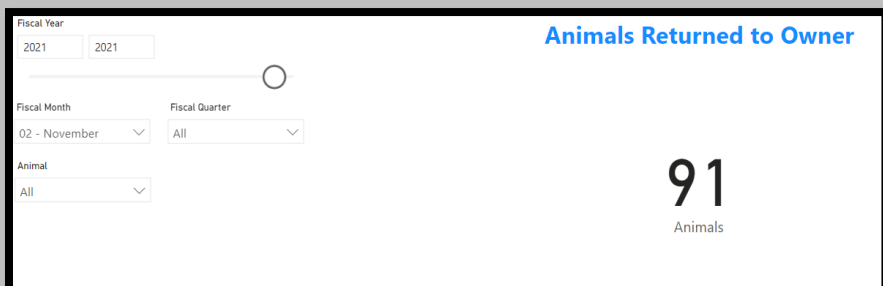 Fiscal Year
2021 2021
Animals Returned to Owner
Fiscal Month Fiscal Quarter
02 - November All
Animal
All
91
Animals